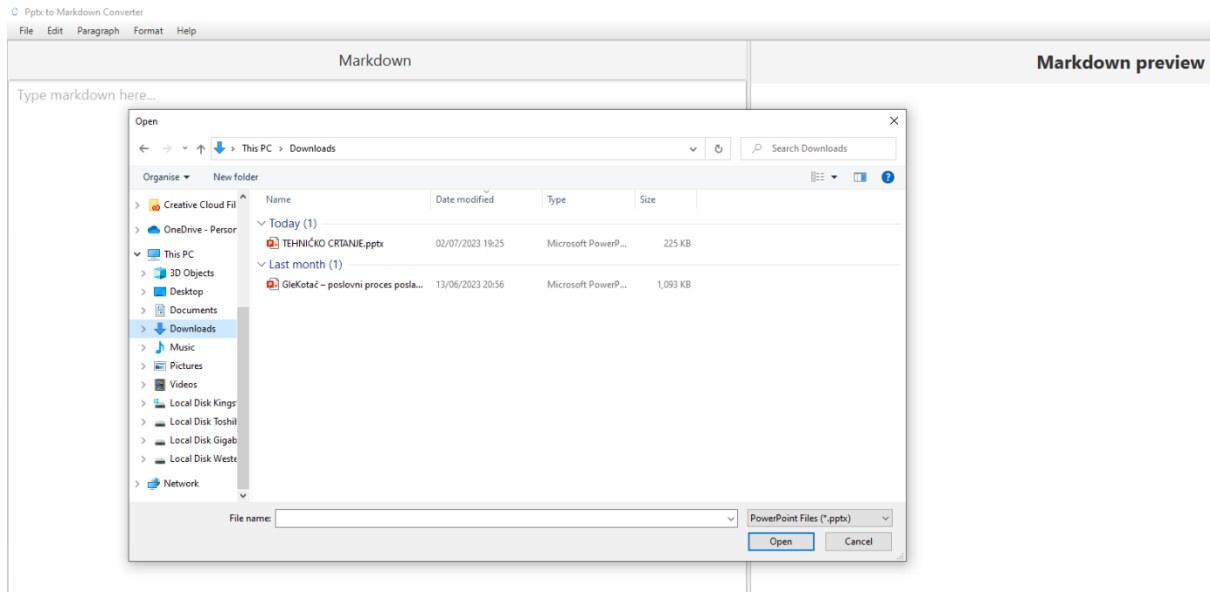 Pptx to Markdown Converter
File Edit Paragraph Format Help
Markdown
Markdown preview
Type markdown here...
Open
This PC > Downloads
Search Downloads
Organise New folder
Name Date modified Type Size
Creative Cloud Fil
OneDrive - Person
This PC
3D Objects
Desktop
Documents
Downloads
Music
Pictures
Videos
Local Disk Kings
Local Disk Toshil
Local Disk Gigab
Local Disk Weste
Network
Today (1)
TEHNIČKO CRTANJE.pptx 02/07/2023 19:25 Microsoft PowerP... 225 KB
Last month (1)
GleKotač – poslovni proces posla... 13/06/2023 20:56 Microsoft PowerP... 1,093 KB
File name:
PowerPoint Files (*.pptx)
Open Cancel